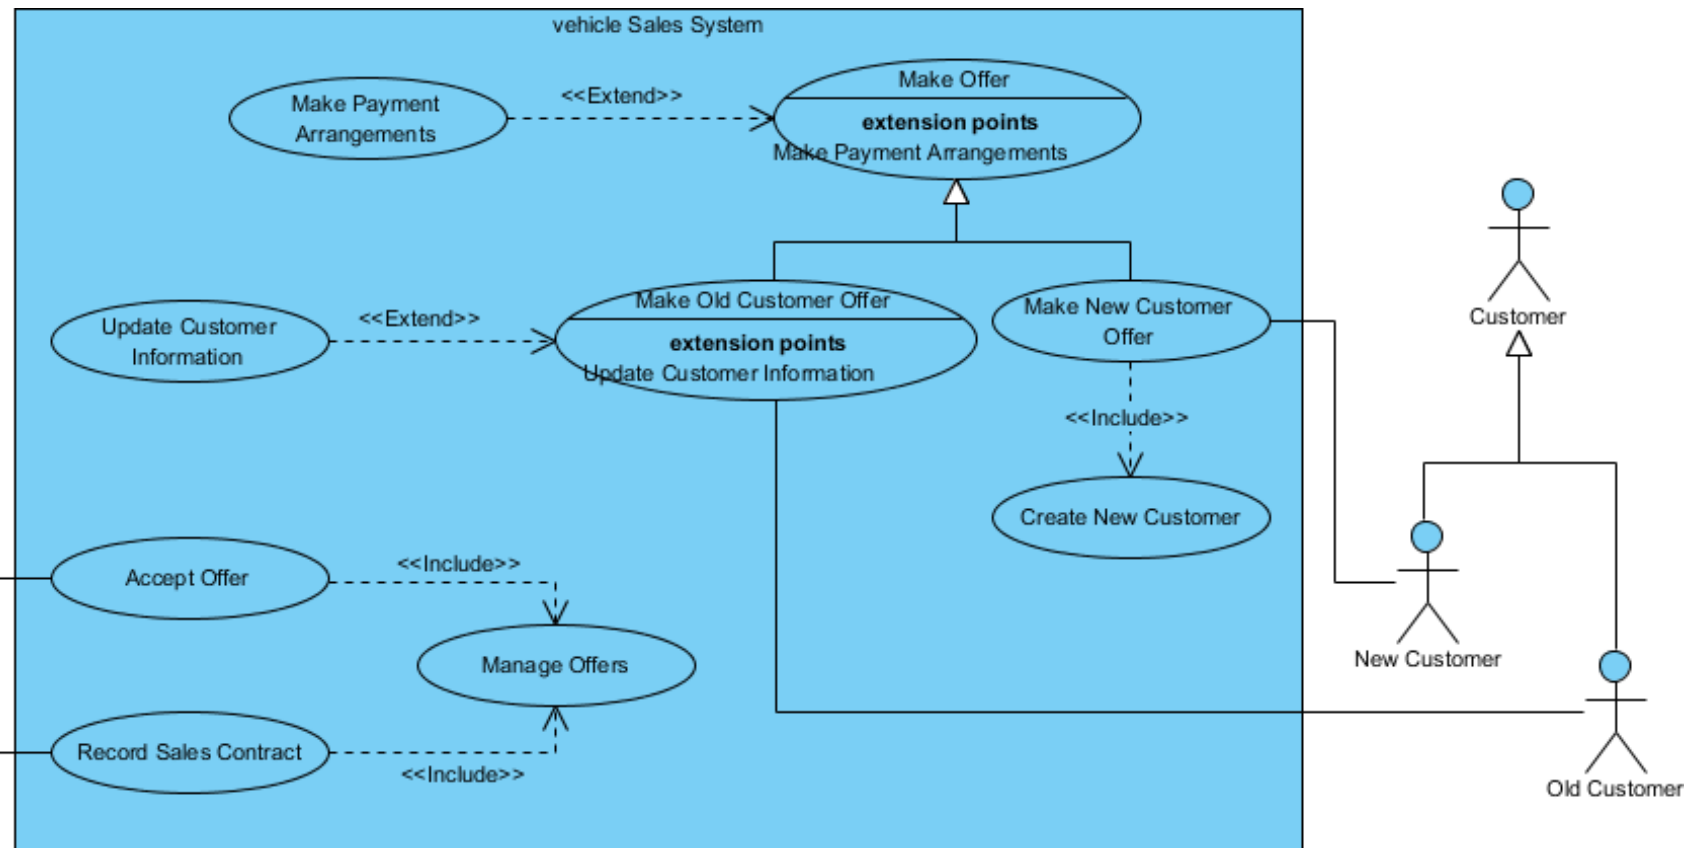 vehicle Sales System
Make Payment
Arrangements
<<Extend>>
Make Offer
extension points
Make Payment Arrangements
Update Customer
Information
<<Extend>>
Make Old Customer Offer
extension points
Update Customer Information
Make New Customer
Offer
<<Include>>
Create New Customer
Customer
Accept Offer
<<Include>>
Manage Offers
Record Sales Contract
<<Include>>
New Customer
Old Customer